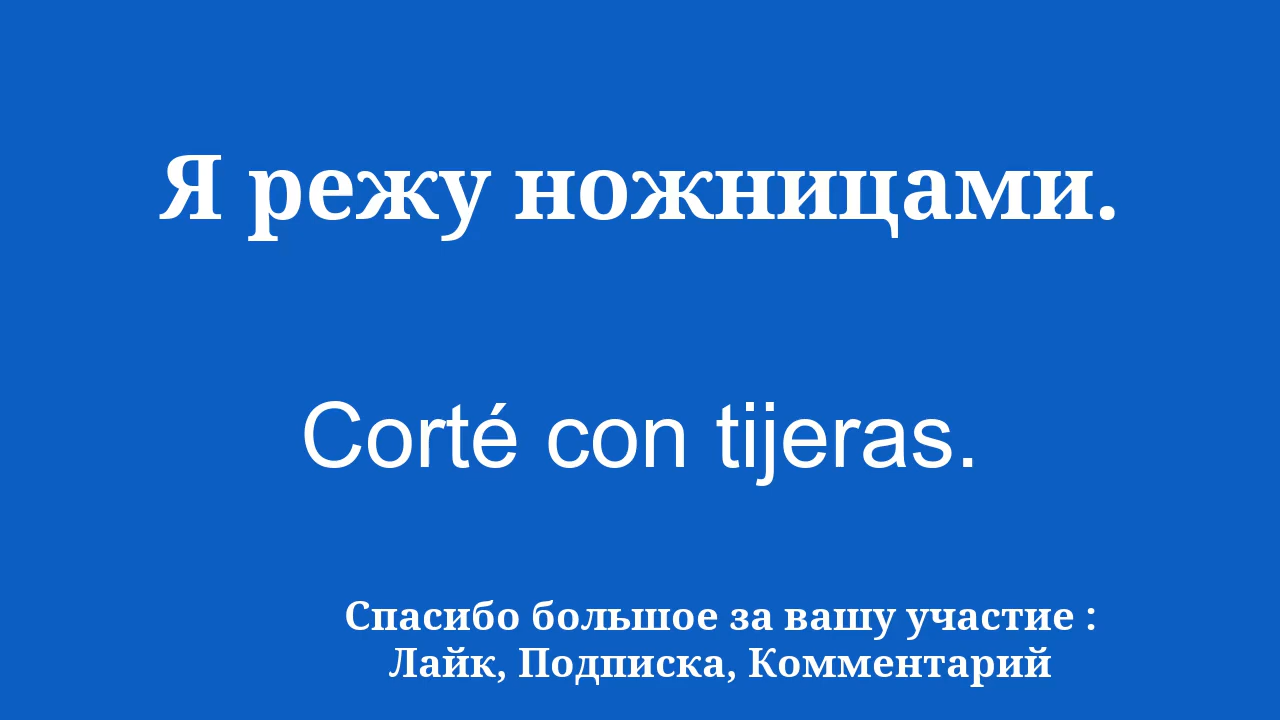 Я режу ножницами.
Corté con tijeras.
Спасибо большое за вашу участие :
Лайк, Подписка, Комментарий